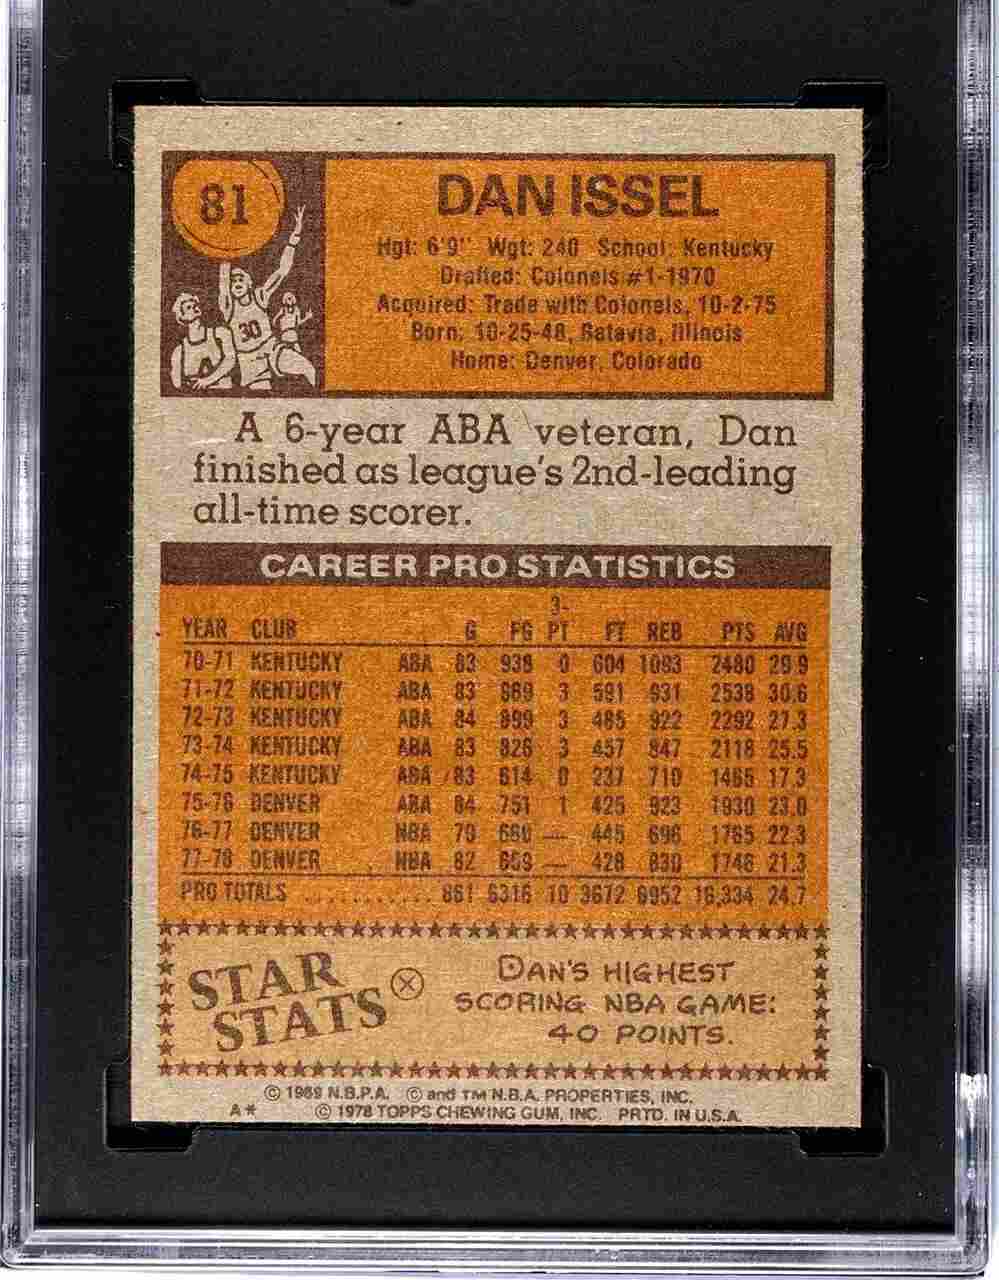 81
30
DAN ISSEL
Hgt: 6'9" Wgt: 240 School: Kentucky
Drafted: Colonels #1-1970
Acquired: Trade with Colonels, 10-2-75
Born: 10-25-48, Batavia, Illinois
Home: Denver, Colorado
A 6-year ABA veteran, Dan
finished as league's 2nd-leading
all-time scorer.
CAREER PRO STATISTICS
YEAR CLUB G FG 3-PT FT REB PTS AVG
70-71 KENTUCKY ABA 83 938 0 604 1093 2480 29.9
71-72 KENTUCKY ABA 83 969 3 591 931 2538 30.6
72-73 KENTUCKY ABA 84 899 3 485 922 2292 27.3
73-74 KENTUCKY ABA 83 826 3 457 847 2118 25.5
74-75 KENTUCKY ABA 83 614 0 237 710 1465 17.3
75-76 DENVER ABA 84 751 1 425 923 1930 23.0
76-77 DENVER NBA 79 660 — 445 696 1765 22.3
77-78 DENVER NBA 82 659 — 428 830 1746 21.3
PRO TOTALS ........... 661 6316 10 3672 6952 16,334 24.7
STAR
STATS
DAN'S HIGHEST
SCORING NBA GAME:
40 POINTS.
© 1969 N.B.P.A. © and TM N.B.A. PROPERTIES, INC.
A* © 1978 TOPPS CHEWING GUM, INC. PRTD. IN U.S.A.